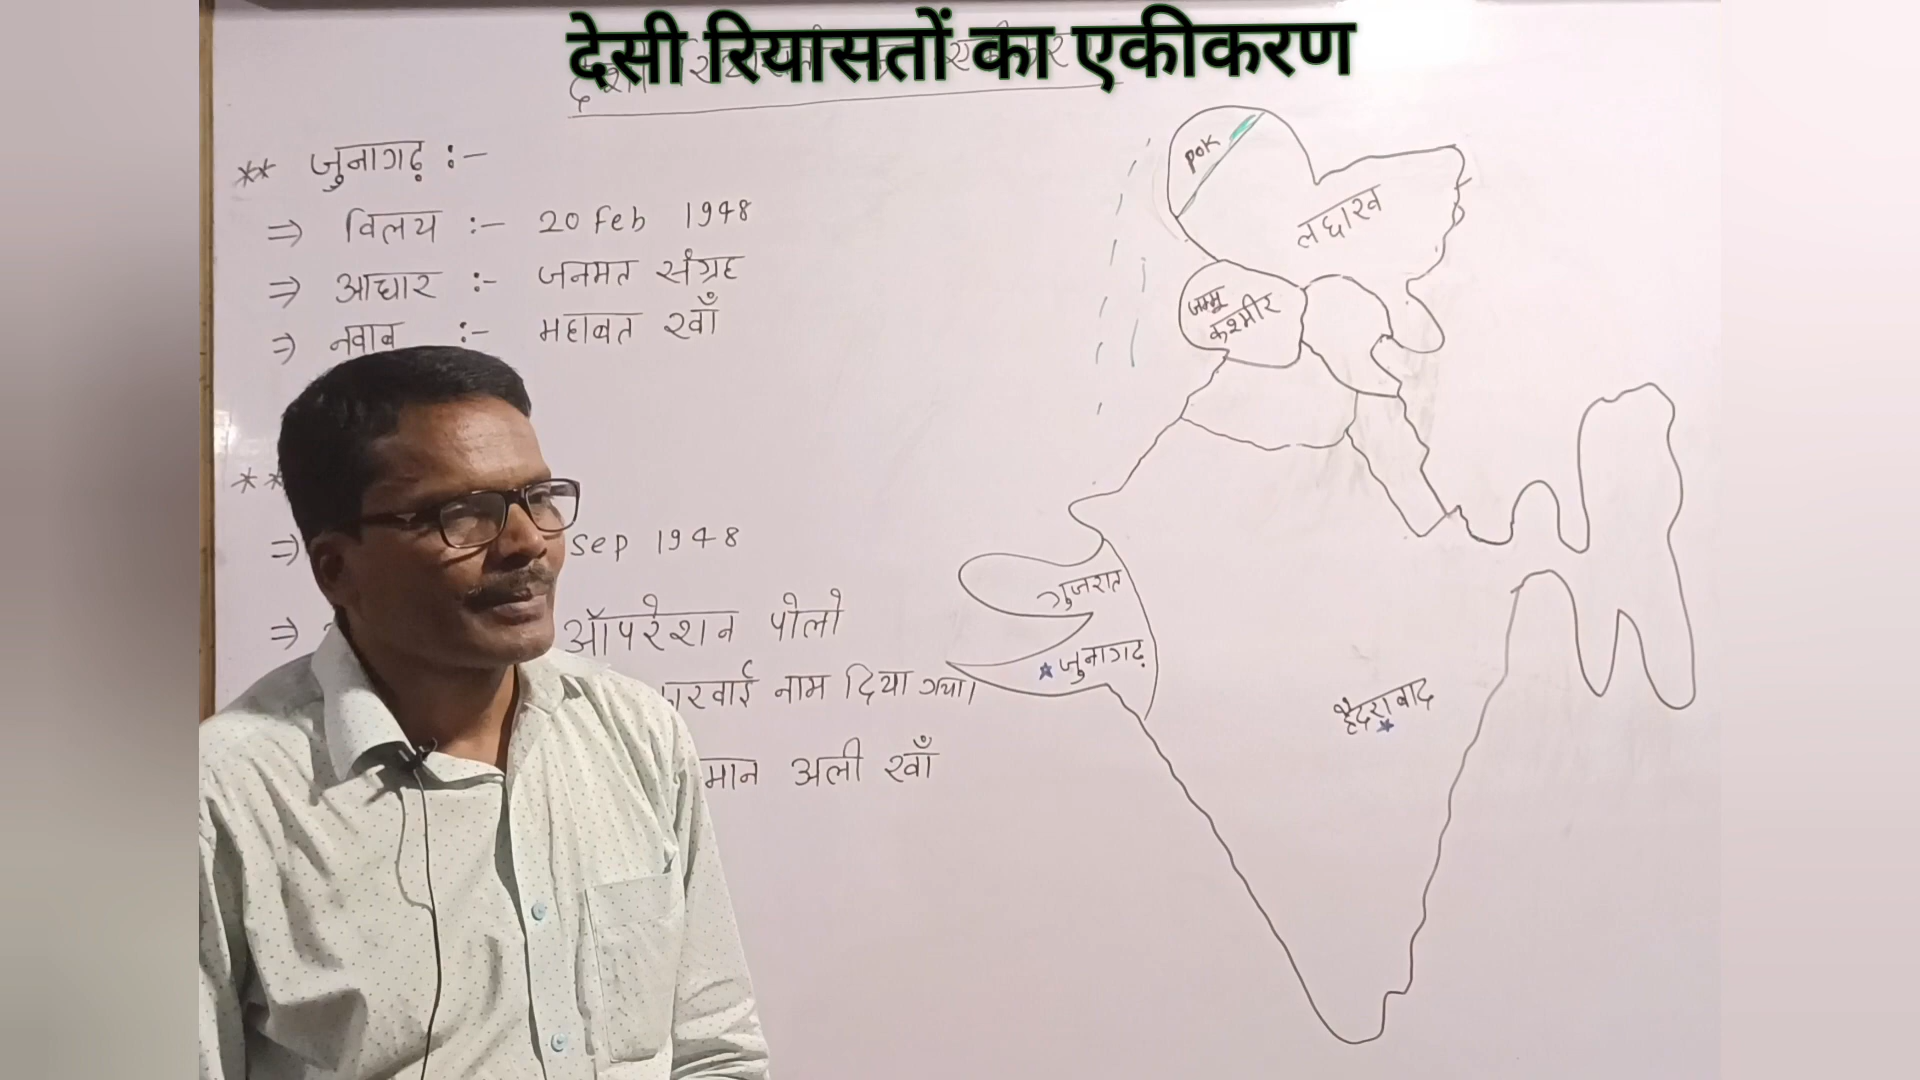 देसी रियासतों का एकीकरण
** जुनागढ़ :-
⇒ विलय :- 20 Feb 1948
⇒ आधार :- जनमत संग्रह
⇒ नवाब :- महाबत खाँ
**
⇒ Sep 1948
⇒ ऑपरेशन पोलो
नाम दिया गया।
अली खाँ
POK
लद्दाख
जम्मू
कश्मीर
गुजरात
जुनागढ़
हैदराबाद